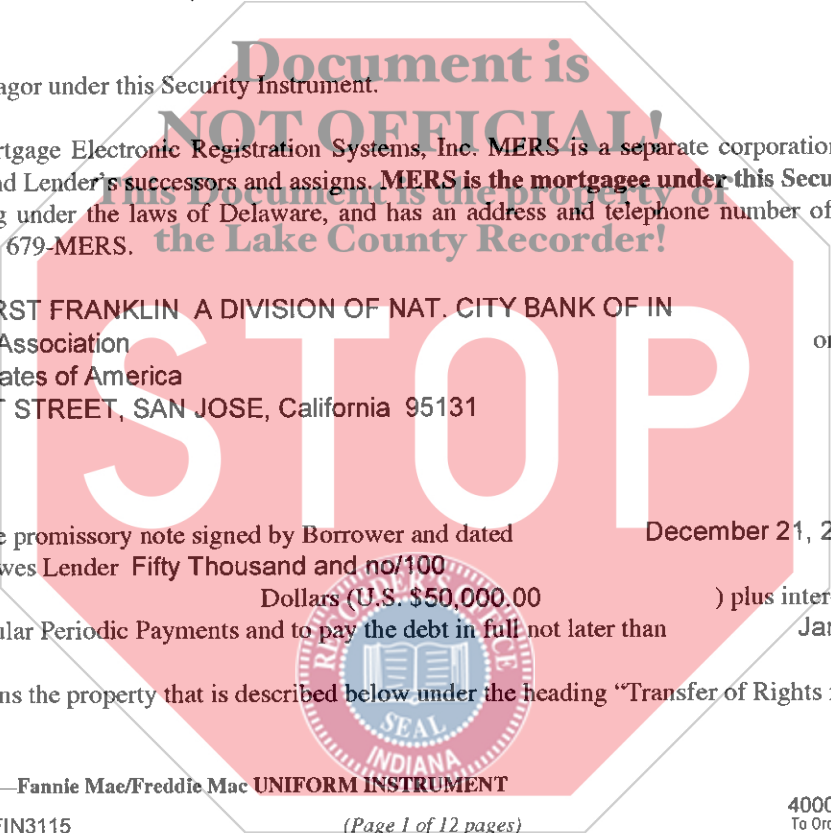 Document is
agor under this Security Instrument.
NOT OFFICIAL!
rtgage Electronic Registration Systems, Inc. MERS is a separate corporation
nd Lender's successors and assigns. MERS is the mortgagee under this Secu
This Document is the property of
g under the laws of Delaware, and has an address and telephone number of
679-MERS.
the Lake County Recorder!
RST FRANKLIN A DIVISION OF NAT. CITY BANK OF IN
Association or
ates of America
T STREET, SAN JOSE, California 95131
STOP
e promissory note signed by Borrower and dated December 21, 2
wes Lender Fifty Thousand and no/100
Dollars (U.S. $50,000.00 ) plus inter
ular Periodic Payments and to pay the debt in full not later than Jan
ns the property that is described below under the heading “Transfer of Rights i
RECORDER'S OFFICE
SEAL
INDIANA
—Fannie Mae/Freddie Mac UNIFORM INSTRUMENT
FIN3115 (Page 1 of 12 pages) 4000
To Ord